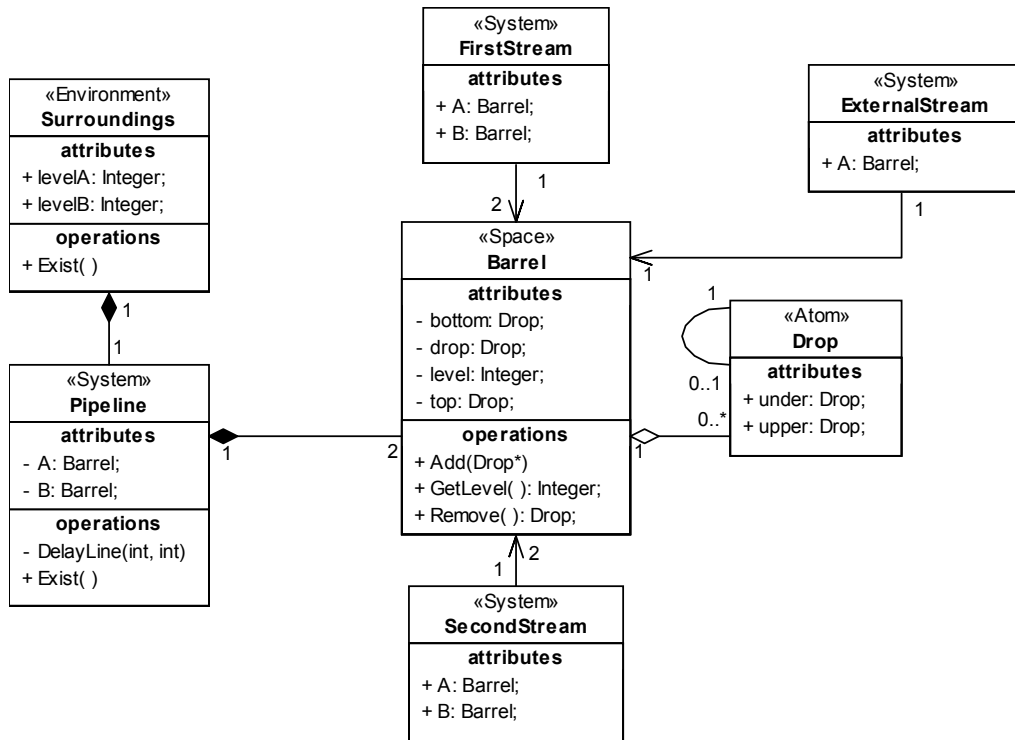 «System»
FirstStream
attributes
+ A: Barrel;
+ B: Barrel;
1
2
«Environment»
Surroundings
attributes
+ levelA: Integer;
+ levelB: Integer;
operations
+ Exist( )
1
1
«System»
ExternalStream
attributes
+ A: Barrel;
1
1
«Space»
Barrel
attributes
- bottom: Drop;
- drop: Drop;
- level: Integer;
- top: Drop;
operations
+ Add(Drop*)
+ GetLevel( ): Integer;
+ Remove( ): Drop;
1
0..1
0..*
1
«Atom»
Drop
attributes
+ under: Drop;
+ upper: Drop;
«System»
Pipeline
attributes
- A: Barrel;
- B: Barrel;
operations
- DelayLine(int, int)
+ Exist( )
1
2
2
1
«System»
SecondStream
attributes
+ A: Barrel;
+ B: Barrel;